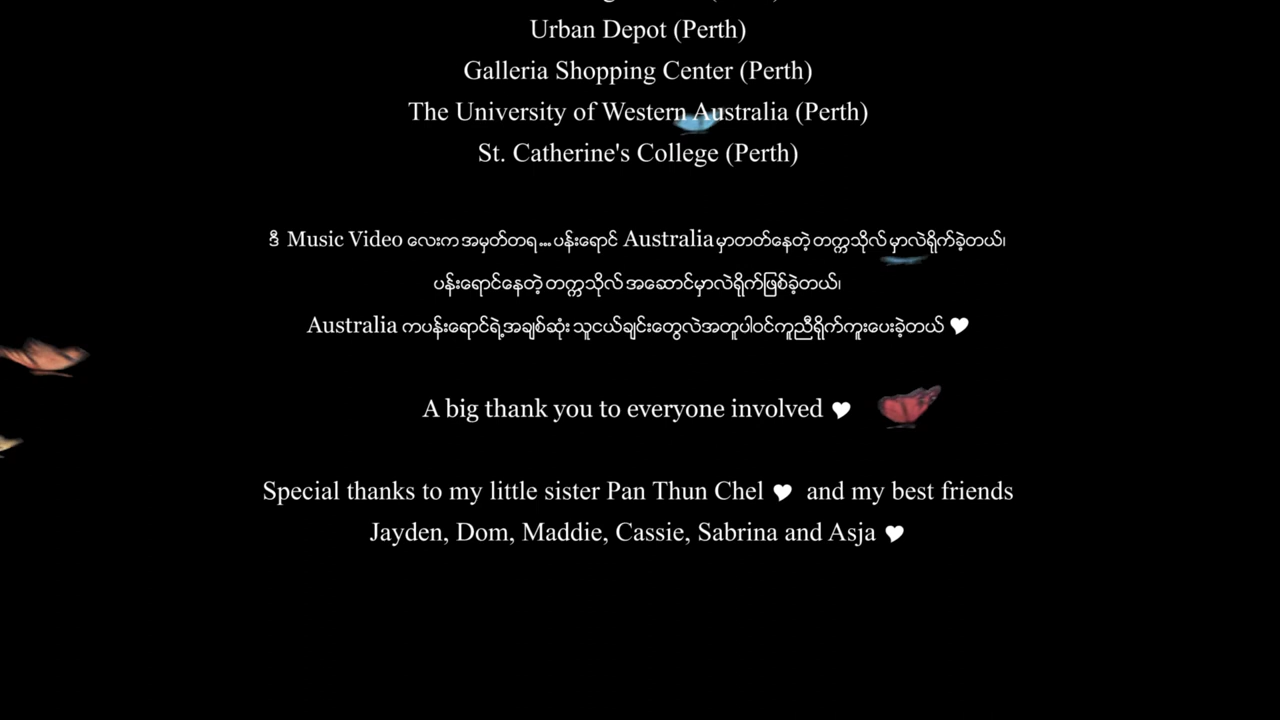 Urban Depot (Perth)
Galleria Shopping Center (Perth)
The University of Western Australia (Perth)
St. Catherine's College (Perth)
ဒီ Music Video လေးက အမှတ်တရ... ပန်းရောင် Australia မှာတတ်နေတဲ့ တက္ကသိုလ် မှာလဲရိုက်ခဲ့တယ်၊
ပန်းရောင်နေတဲ့ တက္ကသိုလ် အဆောင်မှာလဲရိုက်ဖြစ်ခဲ့တယ်၊
Australia ကပန်းရောင်ရဲ့အချစ်ဆုံး သူငယ်ချင်းတွေလဲအတူပါဝင်ကူညီရိုက်ကူးပေးခဲ့တယ် ♥
A big thank you to everyone involved ♥
Special thanks to my little sister Pan Thun Chel ♥ and my best friends
Jayden, Dom, Maddie, Cassie, Sabrina and Asja ♥